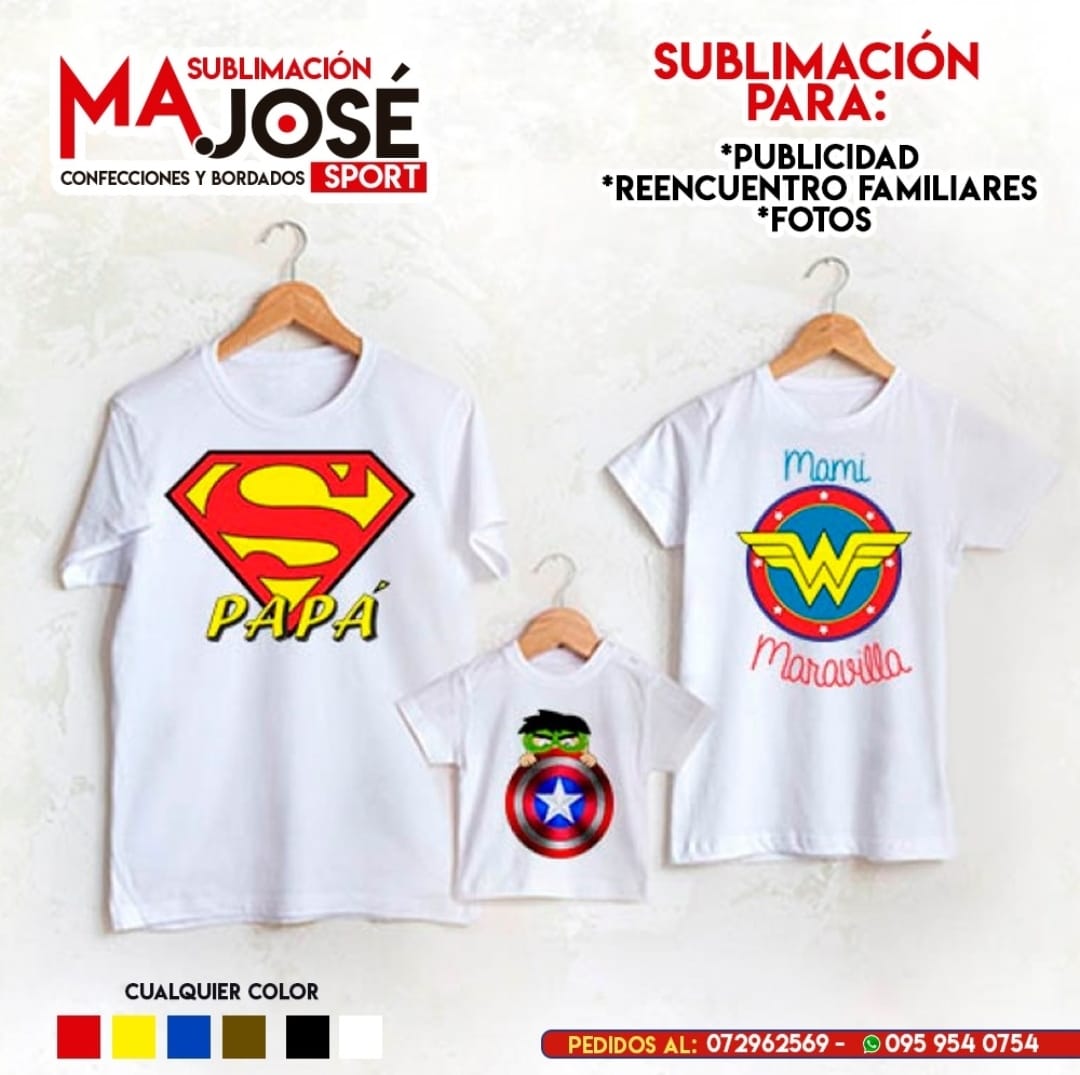 SUBLIMACIÓN
MA.JOSÉ
CONFECCIONES Y BORDADOS SPORT
SUBLIMACIÓN
PARA:
*PUBLICIDAD
*REENCUENTRO FAMILIARES
*FOTOS
S
PAPÁ
Mami
W
Maravilla
CUALQUIER COLOR
PEDIDOS AL: 072962569 - 095 954 0754